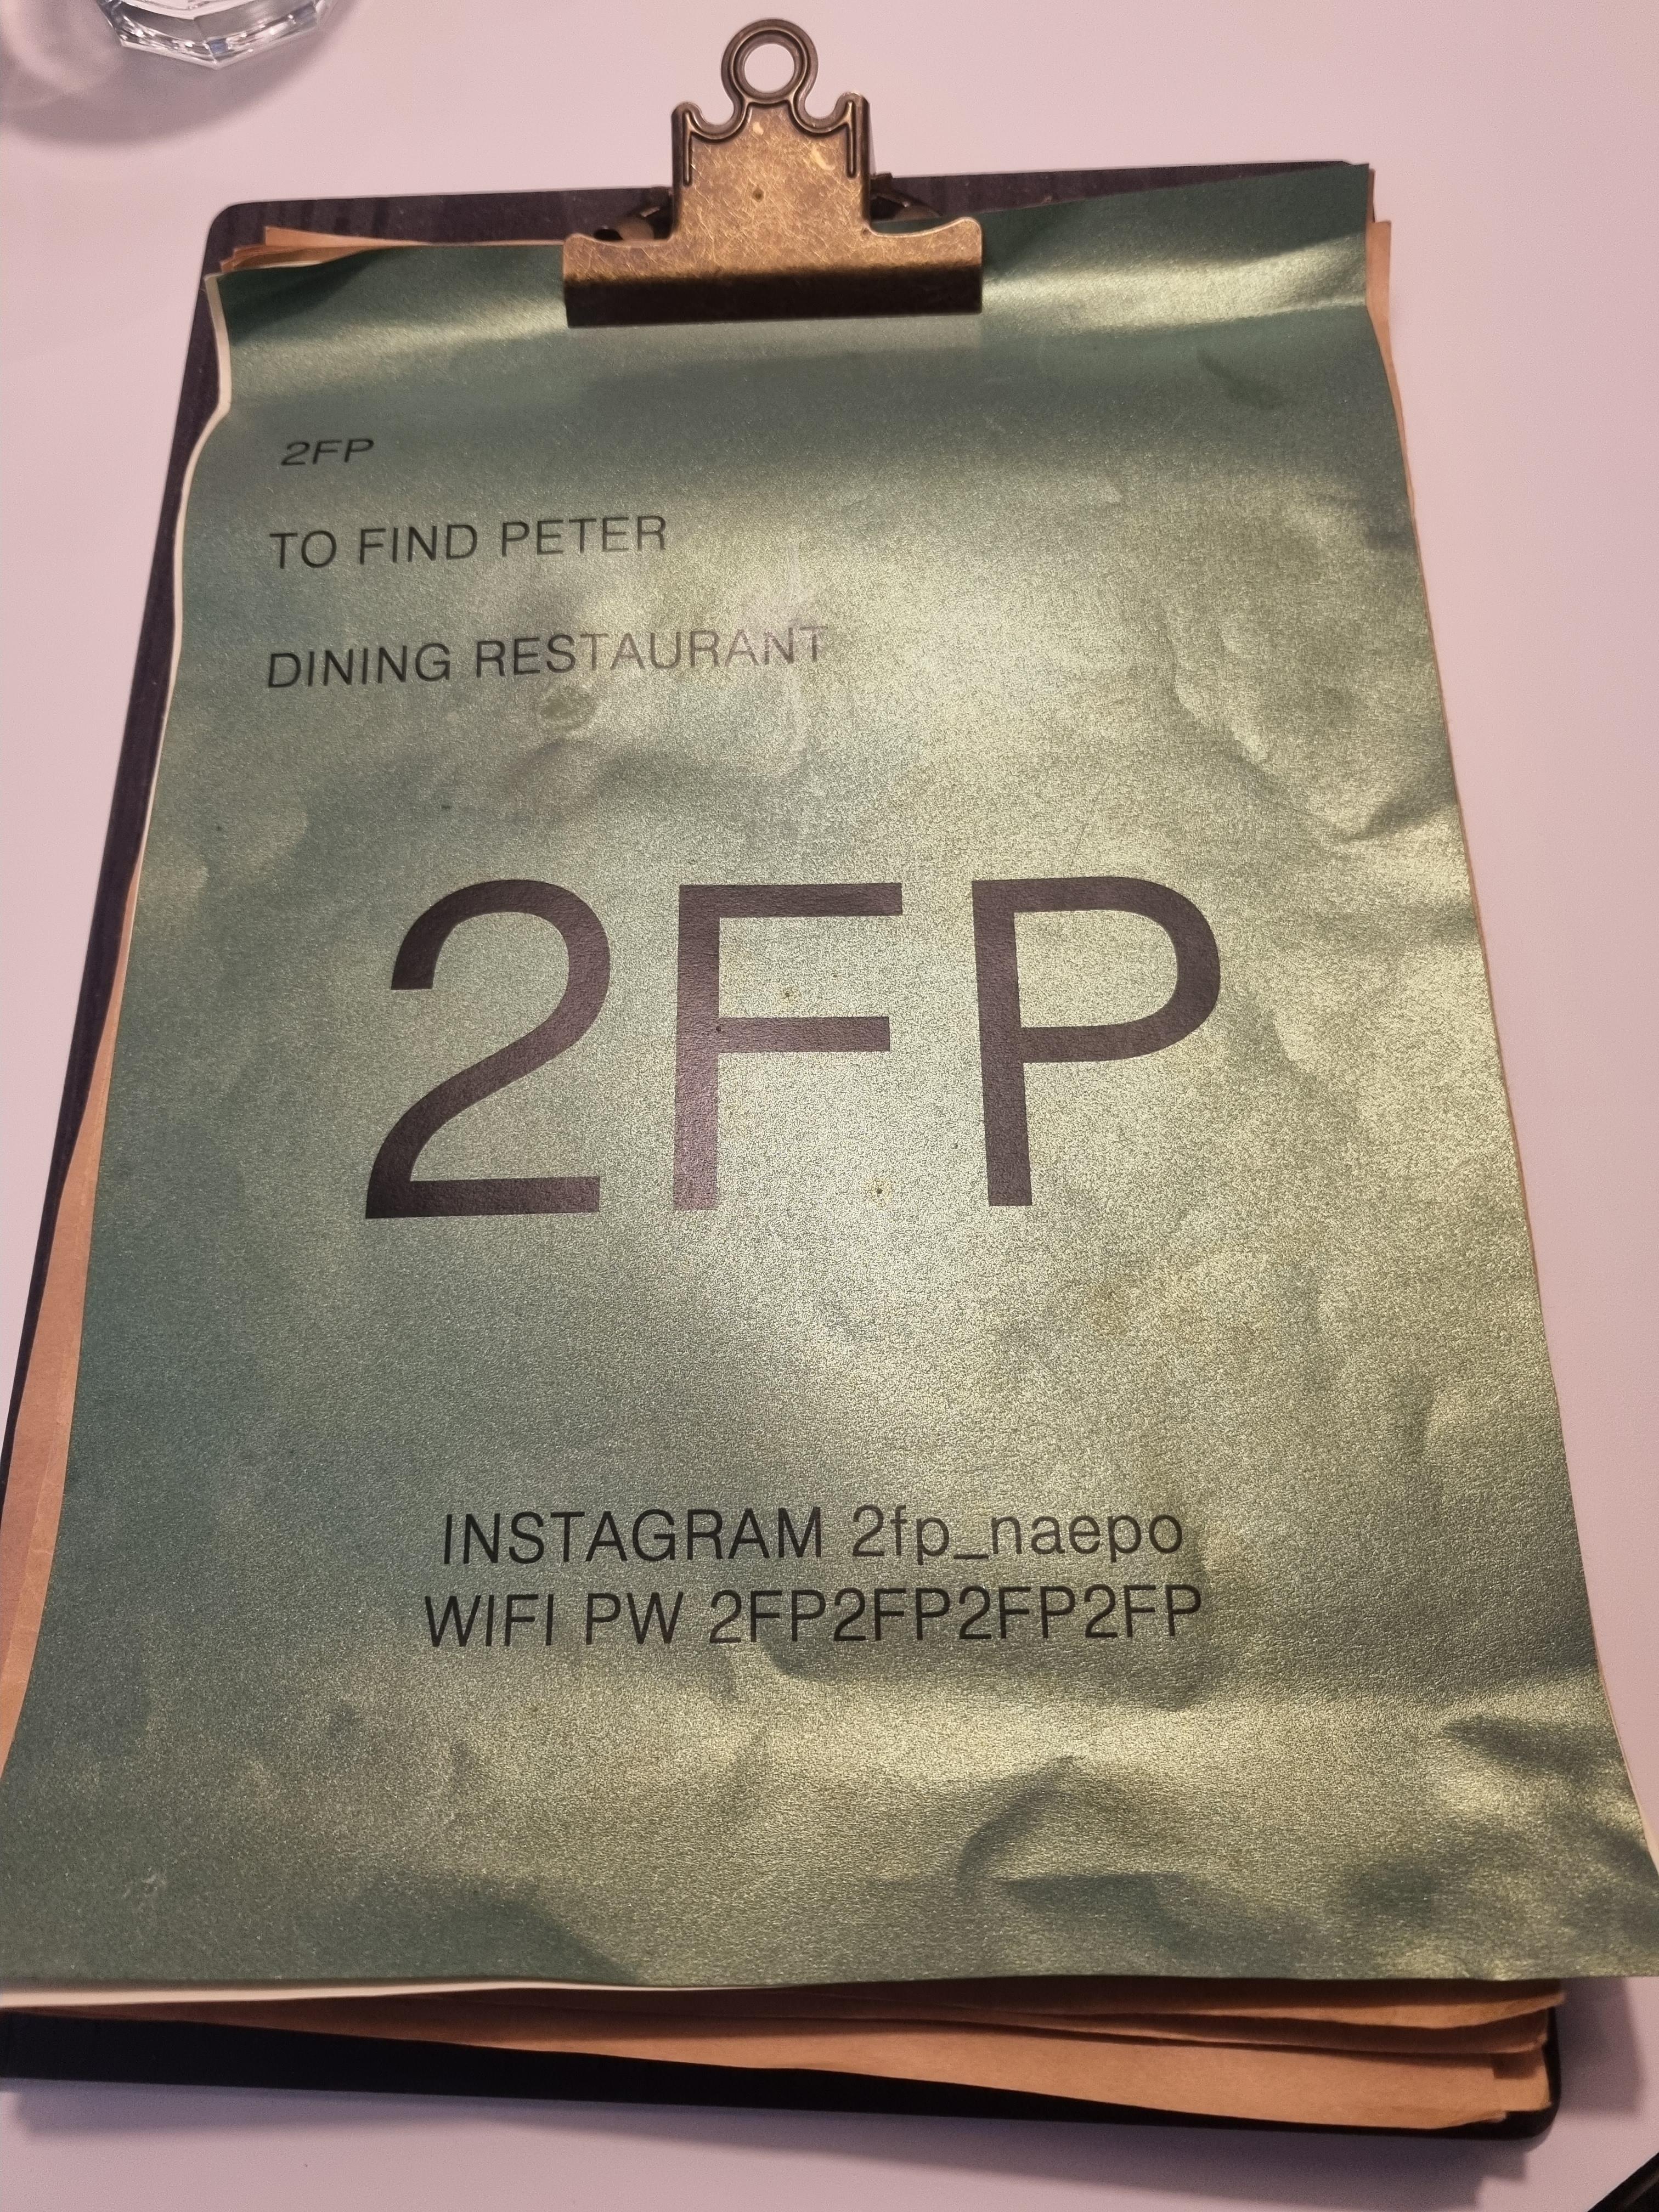 2FP
TO FIND PETER
DINING RESTAURANT
2FP
INSTAGRAM 2fp_naepo
WIFI PW 2FP2FP2FP2FP